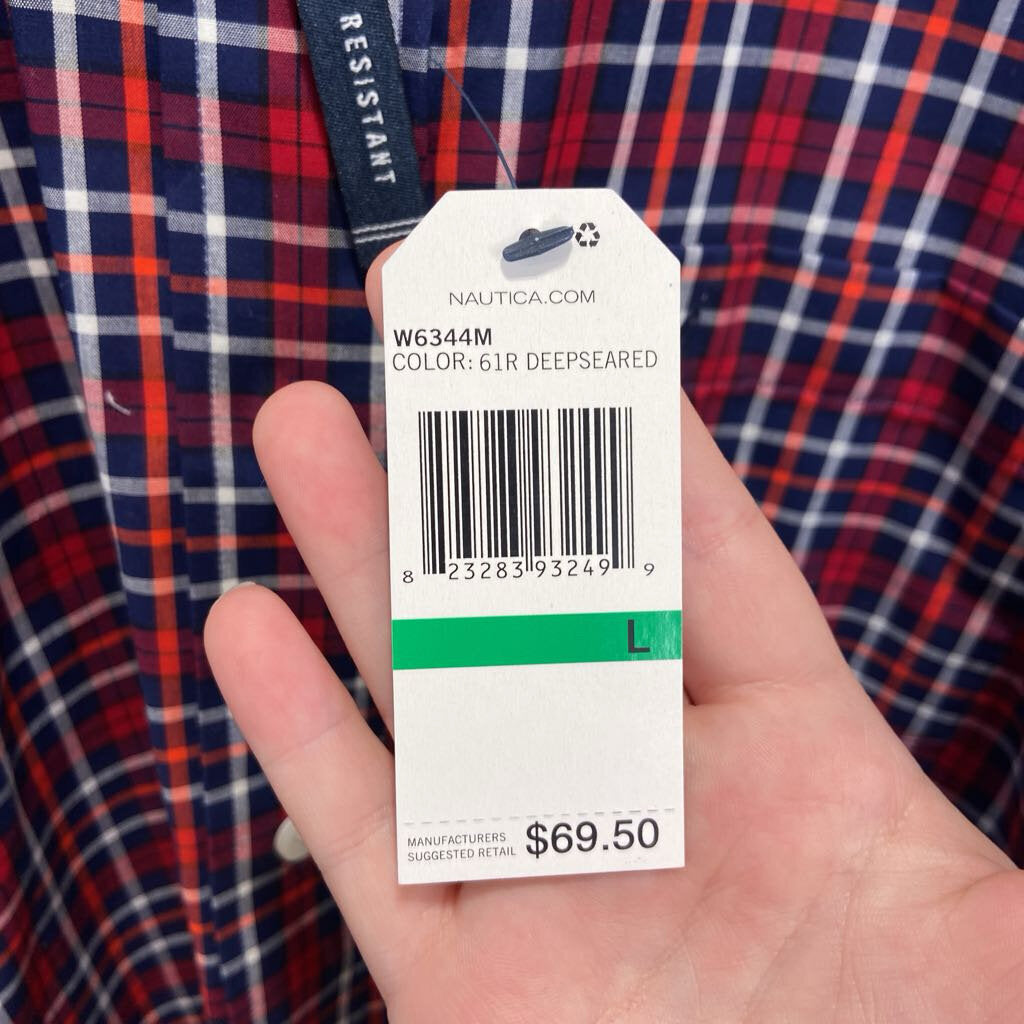 RESISTANT
NAUTICA.COM
W6344M
COLOR: 61R DEEPSEARED
8 23283 93249 9
L
MANUFACTURERS
SUGGESTED RETAIL $69.50